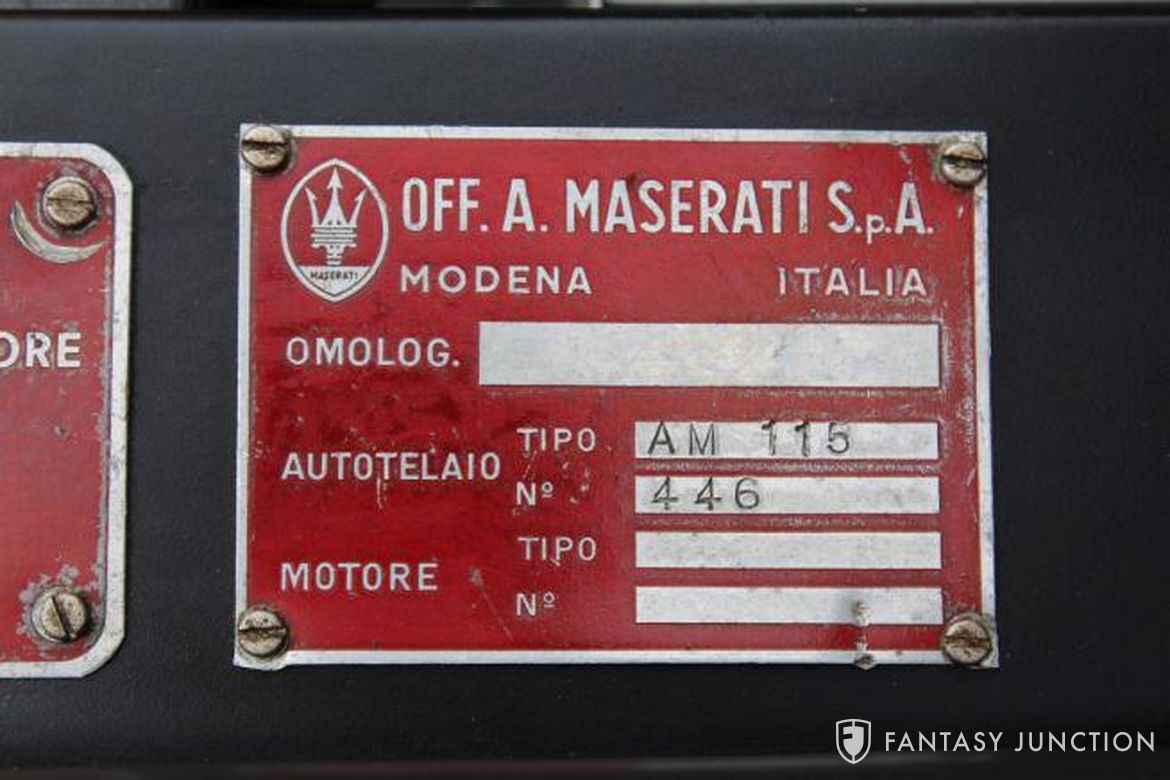 OFF. A. MASERATI S.p.A.
MASERATI
MODENA ITALIA
OMOLOG.
AUTOTELAIO TIPO AM 115
Nº 446
MOTORE TIPO
Nº
ORE
FANTASY JUNCTION